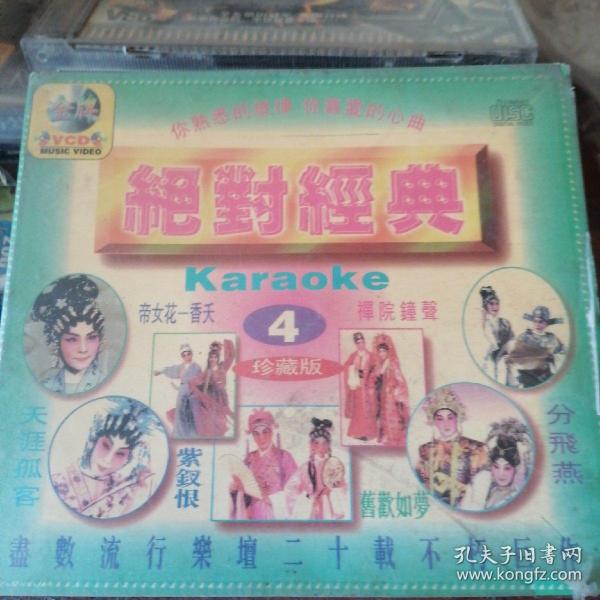 金牌
VCD
MUSIC VIDEO
disc
你熟悉的旋律 你喜愛的心曲
絕對經典
Karaoke
4
珍藏版
帝女花一香夭
禪院鐘聲
天涯孤客
紫釵恨
舊歡如夢
分飛燕
盡數流行樂壇二十載不
孔夫子旧书网
www.kongfz.com